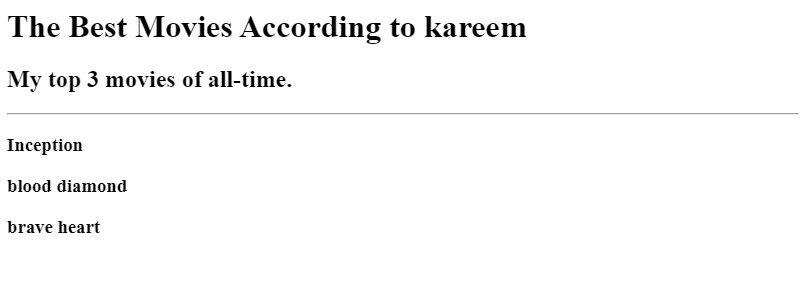 The Best Movies According to kareem
My top 3 movies of all-time.
Inception
blood diamond
brave heart